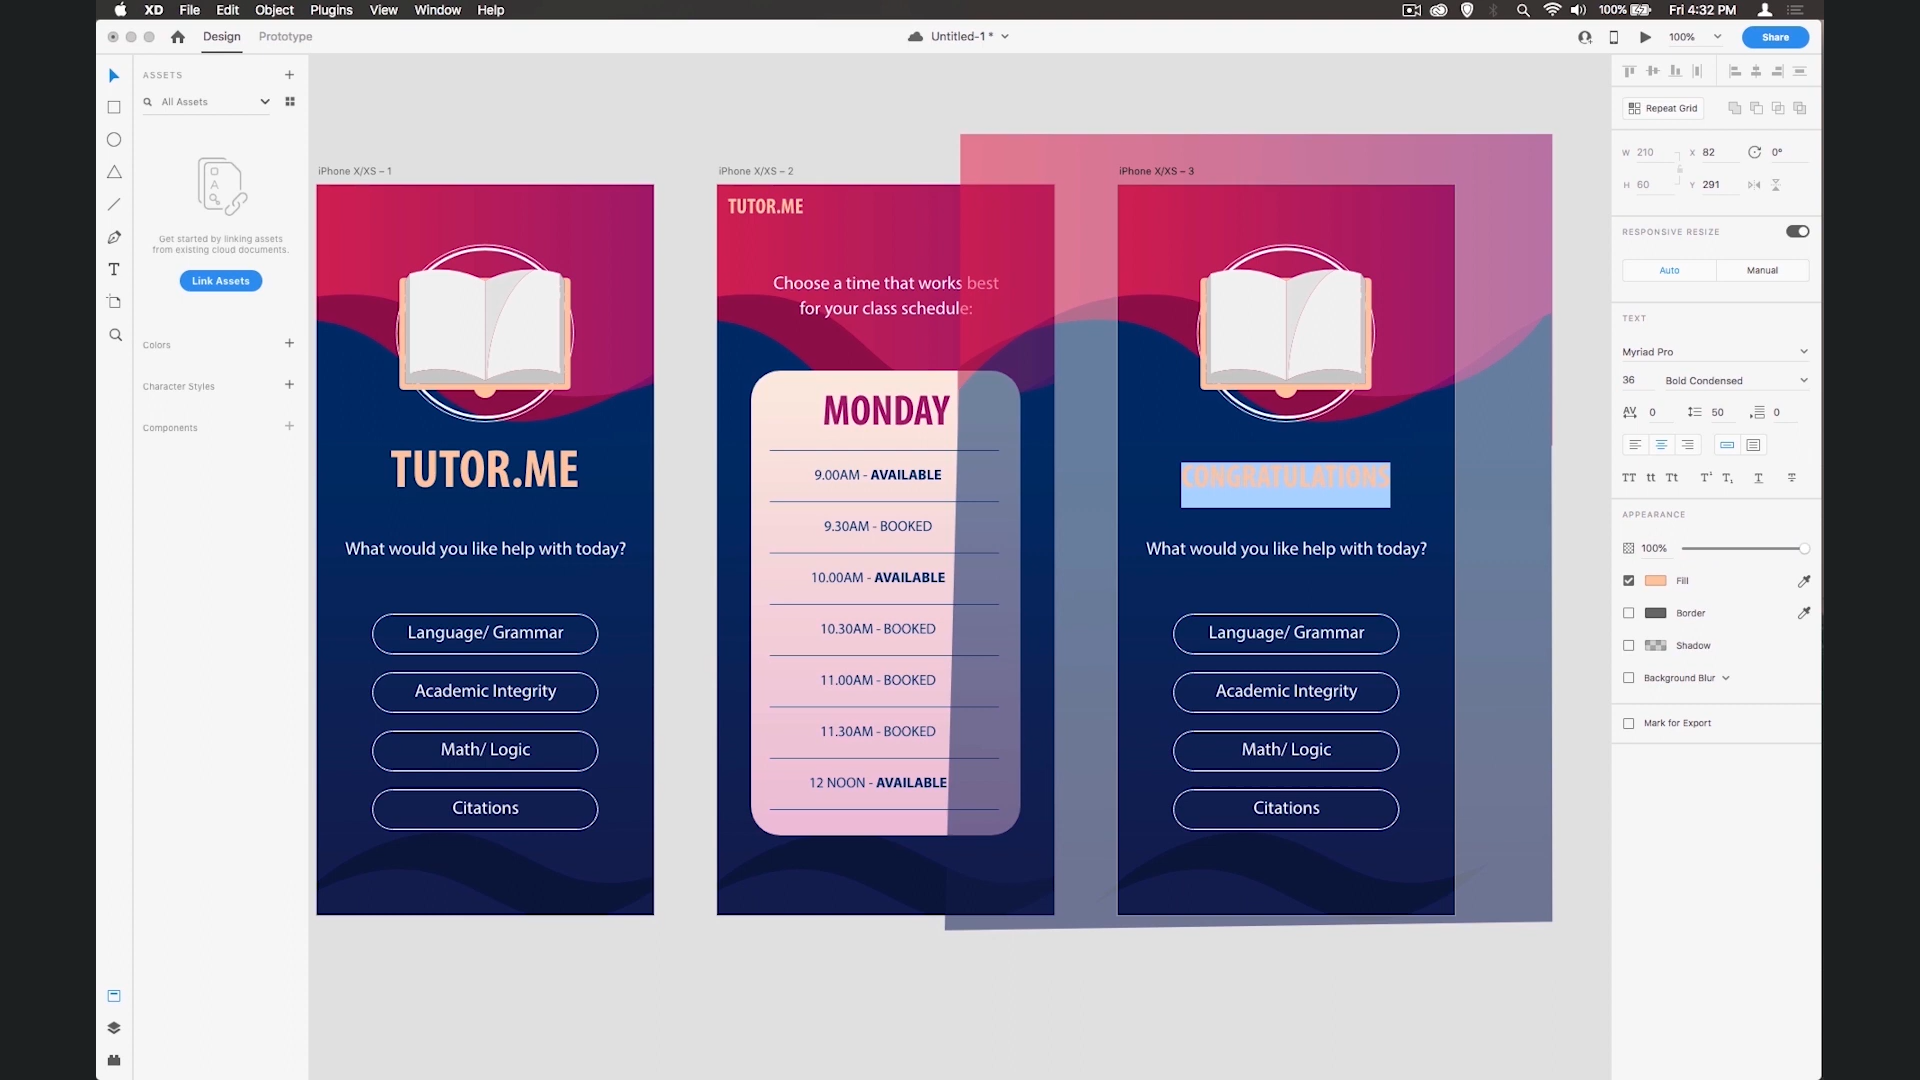 XD File Edit Object Plugins View Window Help
100% Fri 4:32 PM
Design Prototype
Untitled-1 *
100%
Share
ASSETS
All Assets
Get started by linking assets
from existing cloud documents.
Link Assets
Colors
Character Styles
Components
iPhone X/XS – 1
TUTOR.ME
What would you like help with today?
Language/ Grammar
Academic Integrity
Math/ Logic
Citations
iPhone X/XS – 2
TUTOR.ME
Choose a time that works best
for your class schedule:
MONDAY
9.00AM - AVAILABLE
9.30AM - BOOKED
10.00AM - AVAILABLE
10.30AM - BOOKED
11.00AM - BOOKED
11.30AM - BOOKED
12 NOON - AVAILABLE
iPhone X/XS – 3
CONGRATULATIONS
What would you like help with today?
Language/ Grammar
Academic Integrity
Math/ Logic
Citations
Repeat Grid
W 210 X 82 0°
H 60 Y 291
RESPONSIVE RESIZE
Auto Manual
TEXT
Myriad Pro
36 Bold Condensed
AV 0 50 0
TT tt Tt T¹ T₁ T T
APPEARANCE
100%
Fill
Border
Shadow
Background Blur
Mark for Export